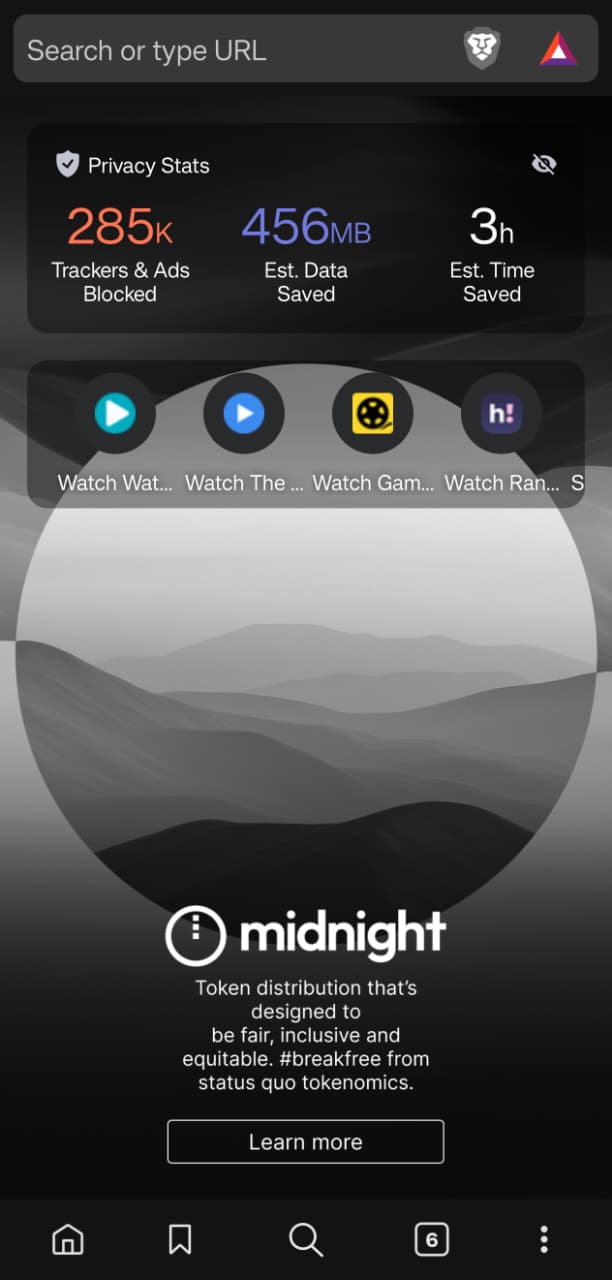 Search or type URL
Privacy Stats
285K
456MB
3h
Trackers & Ads
Blocked
Est. Data
Saved
Est. Time
Saved
h!
Watch Wat...
Watch The ...
Watch Gam...
Watch Ran...
S
midnight
Token distribution that's
designed to
be fair, inclusive and
equitable. #breakfree from
status quo tokenomics.
Learn more
6